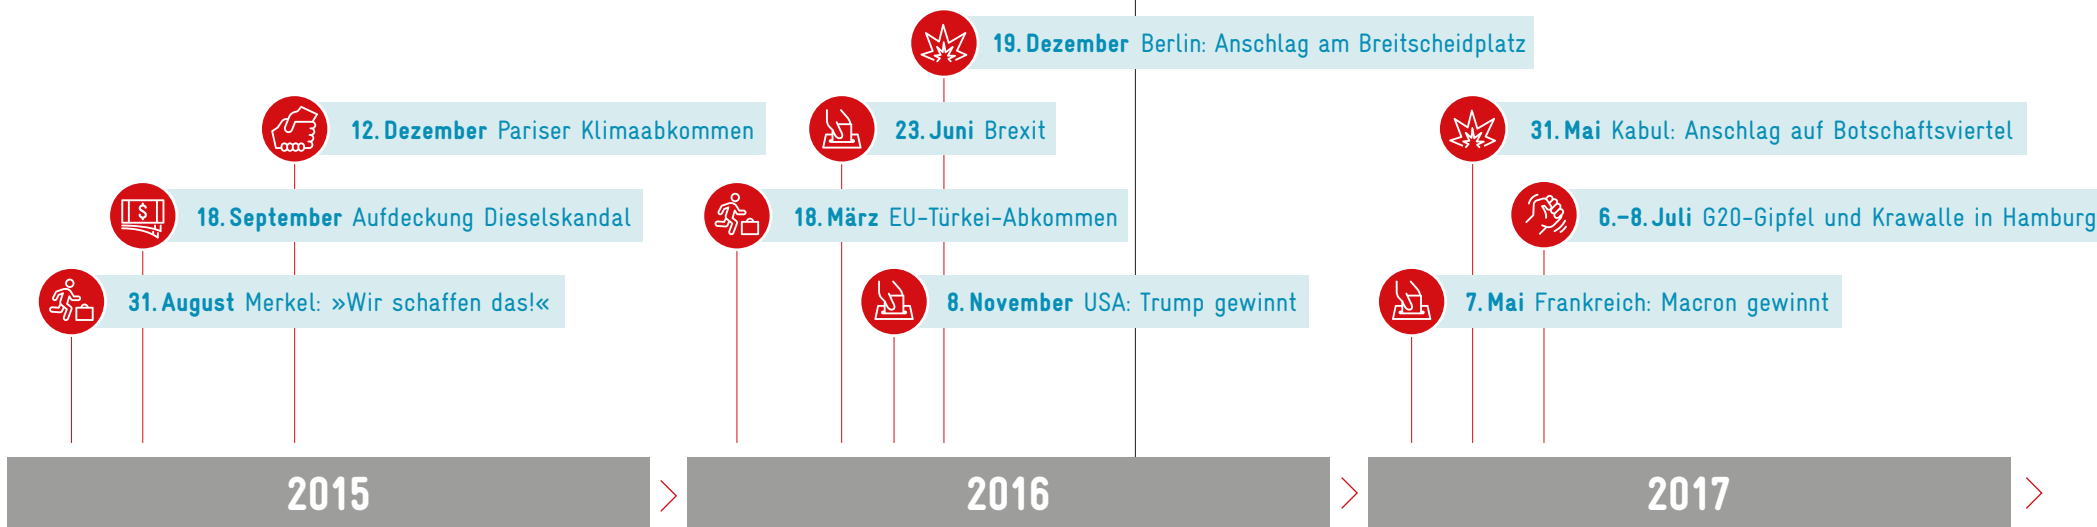 19. Dezember Berlin: Anschlag am Breitscheidplatz
12. Dezember Pariser Klimaabkommen
23. Juni Brexit
31. Mai Kabul: Anschlag auf Botschaftsviertel
18. September Aufdeckung Dieselskandal
18. März EU-Türkei-Abkommen
6.–8. Juli G20-Gipfel und Krawalle in Hamburg
31. August Merkel: »Wir schaffen das!«
8. November USA: Trump gewinnt
7. Mai Frankreich: Macron gewinnt
2015
2016
2017